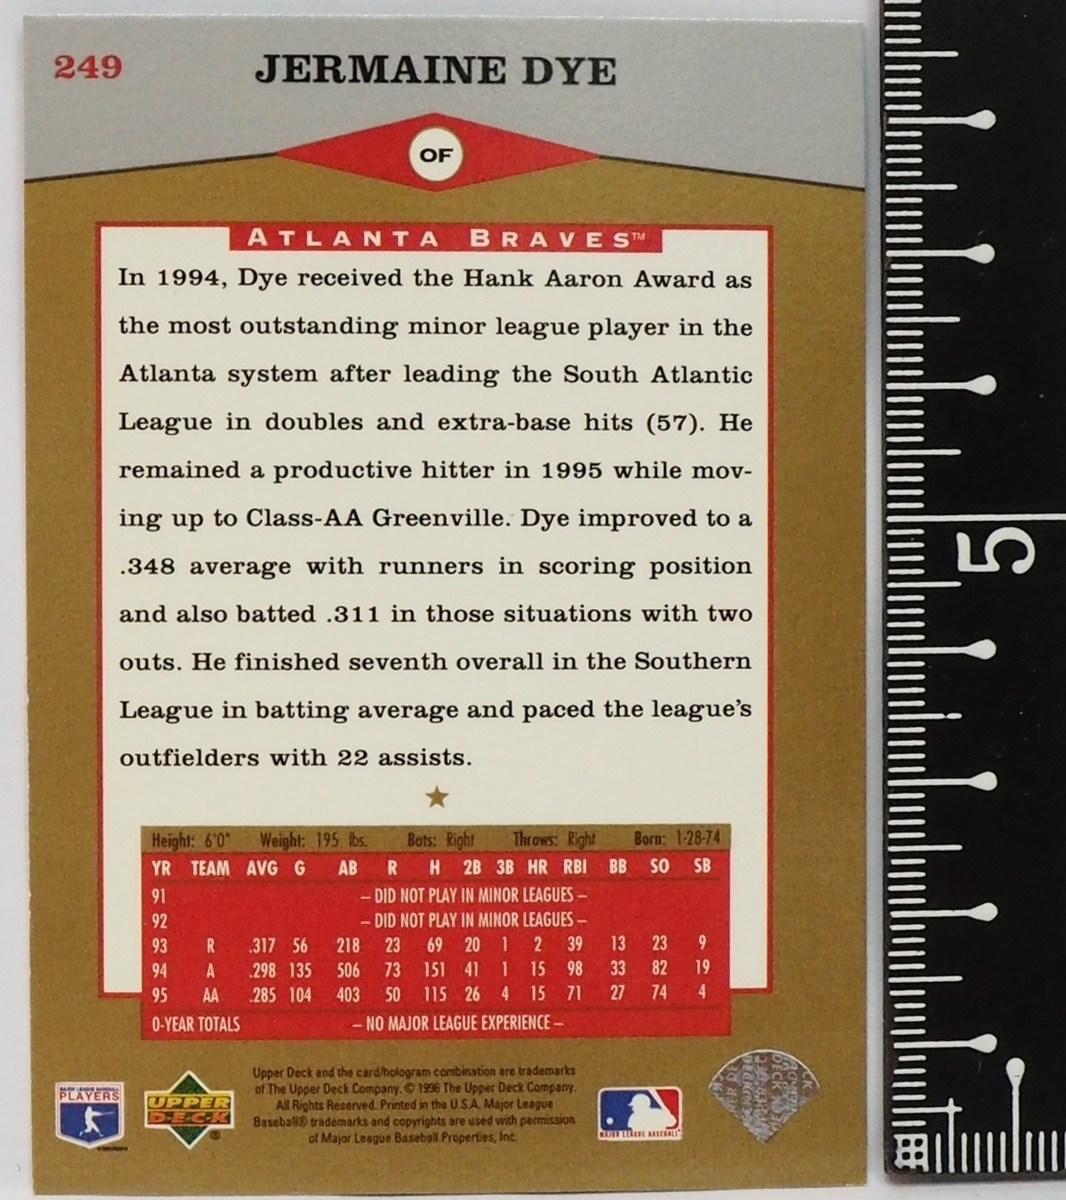 249 JERMAINE DYE
OF
ATLANTA BRAVES™
In 1994, Dye received the Hank Aaron Award as
the most outstanding minor league player in the
Atlanta system after leading the South Atlantic
League in doubles and extra-base hits (57). He
remained a productive hitter in 1995 while mov-
ing up to Class-AA Greenville. Dye improved to a
.348 average with runners in scoring position
and also batted .311 in those situations with two
outs. He finished seventh overall in the Southern
League in batting average and paced the league's
outfielders with 22 assists.
Height: 6'0" Weight: 195 lbs. Bats: Right Throws: Right Born: 1-28-74
YR TEAM AVG G AB R H 2B 3B HR RBI BB SO SB
91 – DID NOT PLAY IN MINOR LEAGUES –
92 – DID NOT PLAY IN MINOR LEAGUES –
93 R .317 56 218 23 69 20 1 2 39 13 23 9
94 A .298 135 506 73 151 41 1 15 98 33 82 19
95 AA .285 104 403 50 115 26 4 15 71 27 74 4
0-YEAR TOTALS – NO MAJOR LEAGUE EXPERIENCE –
Upper Deck and the card/hologram combination are trademarks
of The Upper Deck Company. © 1996 The Upper Deck Company.
All Rights Reserved. Printed in the U.S.A. Major League
Baseball® trademarks and copyrights are used with permission
of Major League Baseball Properties, Inc.
MAJOR LEAGUE BASEBALL
PLAYERS
UPPER
DECK
®
MAJOR LEAGUE BASEBALL
5